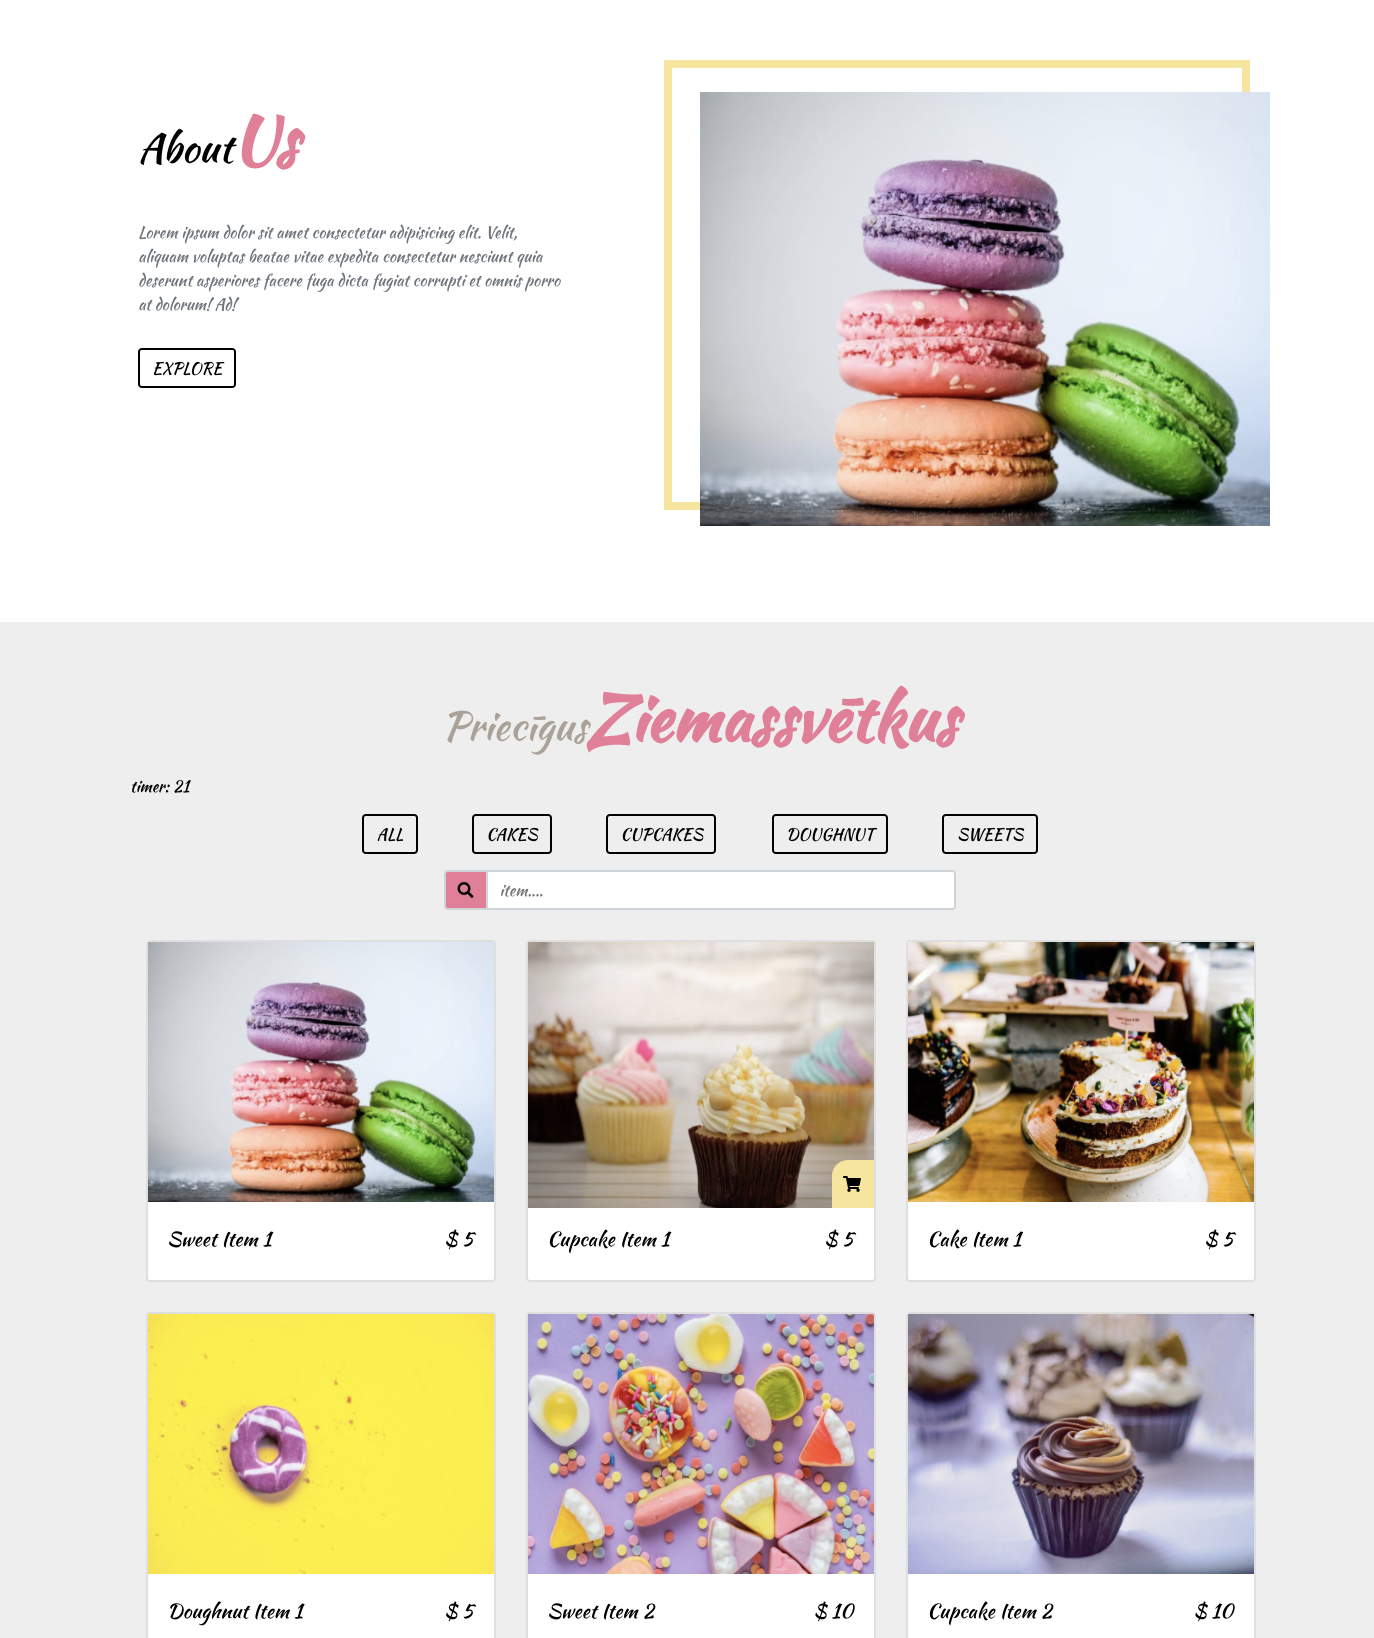 About Us
Lorem ipsum dolor sit amet consectetur adipisicing elit. Velit,
aliquam voluptas beatae vitae expedita consectetur nesciunt quia
deserunt asperiores facere fuga dicta fugiat corrupti et omnis porro
at dolorum! Ad!
EXPLORE
Priecīgus Ziemassvētkus
timer: 21
ALL CAKES CUPCAKES DOUGHNUT SWEETS
item....
Sweet Item 1 $ 5
Cupcake Item 1 $ 5
Cake Item 1 $ 5
Doughnut Item 1 $ 5
Sweet Item 2 $ 10
Cupcake Item 2 $ 10